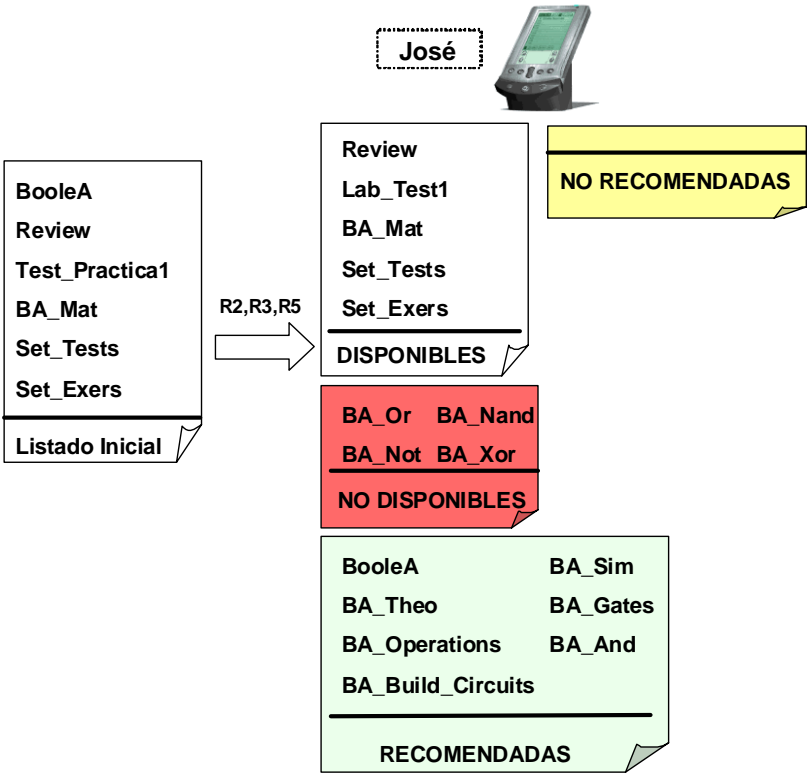 José
BooleA
Review
Test_Practica1
BA_Mat
Set_Tests
Set_Exers
Listado Inicial
R2,R3,R5
Review
Lab_Test1
BA_Mat
Set_Tests
Set_Exers
DISPONIBLES
NO RECOMENDADAS
BA_Or BA_Nand
BA_Not BA_Xor
NO DISPONIBLES
BooleA BA_Sim
BA_Theo BA_Gates
BA_Operations BA_And
BA_Build_Circuits
RECOMENDADAS